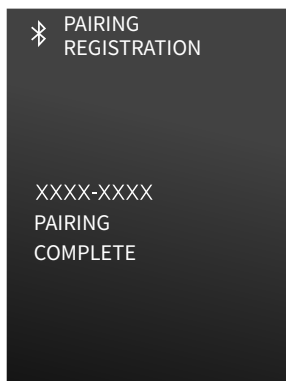 PAIRING
REGISTRATION
XXXX-XXXX
PAIRING
COMPLETE